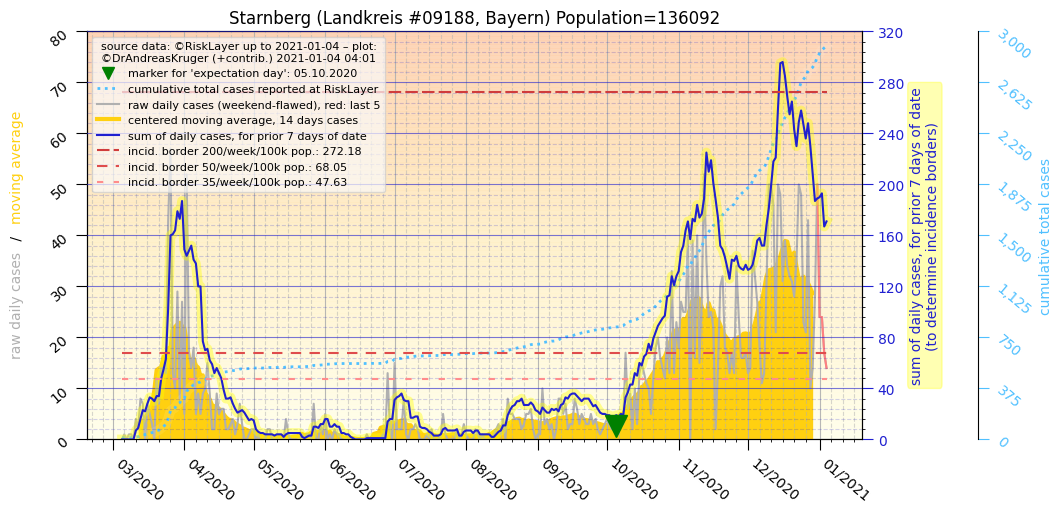 Starnberg (Landkreis #09188, Bayern) Population=136092
source data: ©RiskLayer up to 2021-01-04 – plot:
©DrAndreasKruger (+contrib.) 2021-01-04 04:01
marker for 'expectation day': 05.10.2020
cumulative total cases reported at RiskLayer
raw daily cases (weekend-flawed), red: last 5
centered moving average, 14 days cases
sum of daily cases, for prior 7 days of date
incid. border 200/week/100k pop.: 272.18
incid. border 50/week/100k pop.: 68.05
incid. border 35/week/100k pop.: 47.63
raw daily cases / moving average
80
70
60
50
40
30
20
10
0
03/2020
04/2020
05/2020
06/2020
07/2020
08/2020
09/2020
10/2020
11/2020
12/2020
01/2021
320
280
240
200
160
120
80
40
0
sum of daily cases, for prior 7 days of date
(to determine incidence borders)
3,000
2,625
2,250
1,875
1,500
1,125
750
375
0
cumulative total cases